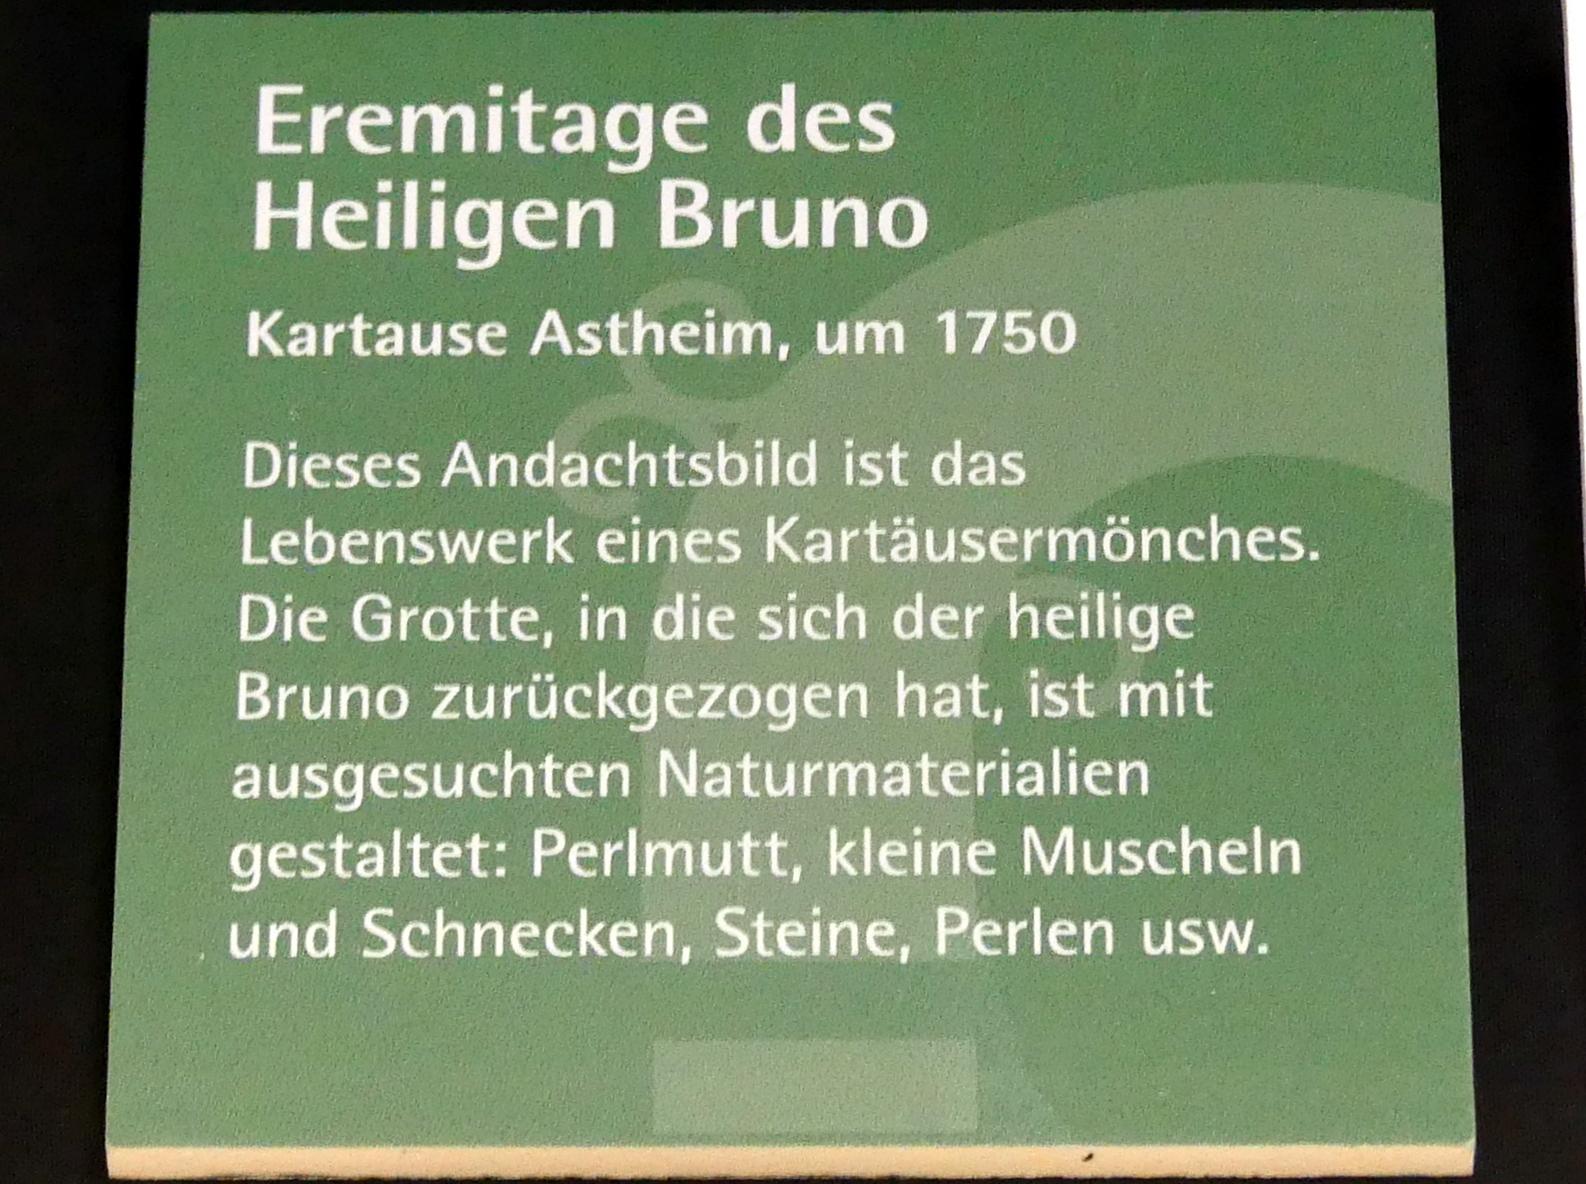 Eremitage des
Heiligen Bruno
Kartause Astheim, um 1750
Dieses Andachtsbild ist das
Lebenswerk eines Kartäusermönches.
Die Grotte, in die sich der heilige
Bruno zurückgezogen hat, ist mit
ausgesuchten Naturmaterialien
gestaltet: Perlmutt, kleine Muscheln
und Schnecken, Steine, Perlen usw.